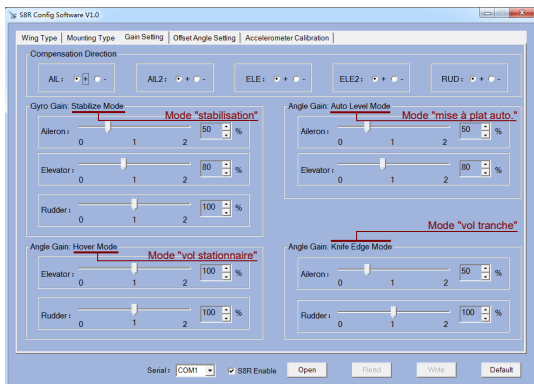 S8R Config Software V1.0
Wing Type Mounting Type Gain Setting Offset Angle Setting Accelerometer Calibration
Compensation Direction
AIL: + - AIL2: + - ELE: + - ELE2: + - RUD: + -
Gyro Gain: Stabilize Mode
Mode "stabilisation"
Aileron: 50 %
0 1 2
Elevator: 80 %
0 1 2
Rudder: 100 %
0 1 2
Angle Gain: Auto Level Mode
Mode "mise à plat auto."
Aileron: 50 %
0 1 2
Elevator: 80 %
0 1 2
Angle Gain: Hover Mode
Mode "vol stationnaire"
Elevator: 100 %
0 1 2
Rudder: 100 %
0 1 2
Mode "vol tranche"
Angle Gain: Knife Edge Mode
Aileron: 50 %
0 1 2
Rudder: 100 %
0 1 2
Serial: COM1 S8R Enable Open Read Write Default